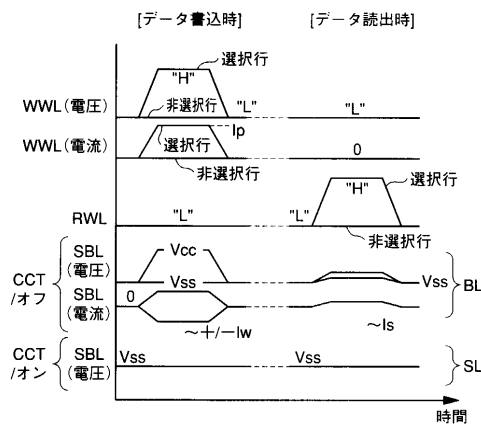 [データ書込時] [データ読出時]
選択行
"H"
WWL(電圧) 非選択行 "L" "L"
Ip
WWL(電流) 選択行 0
非選択行
"H" 選択行
RWL "L" "L"
非選択行
CCT/オフ SBL(電圧) Vcc Vss Vss BL
SBL(電流) 0 ~+/-Iw ~Is
CCT/オン SBL(電圧) Vss Vss SL
時間